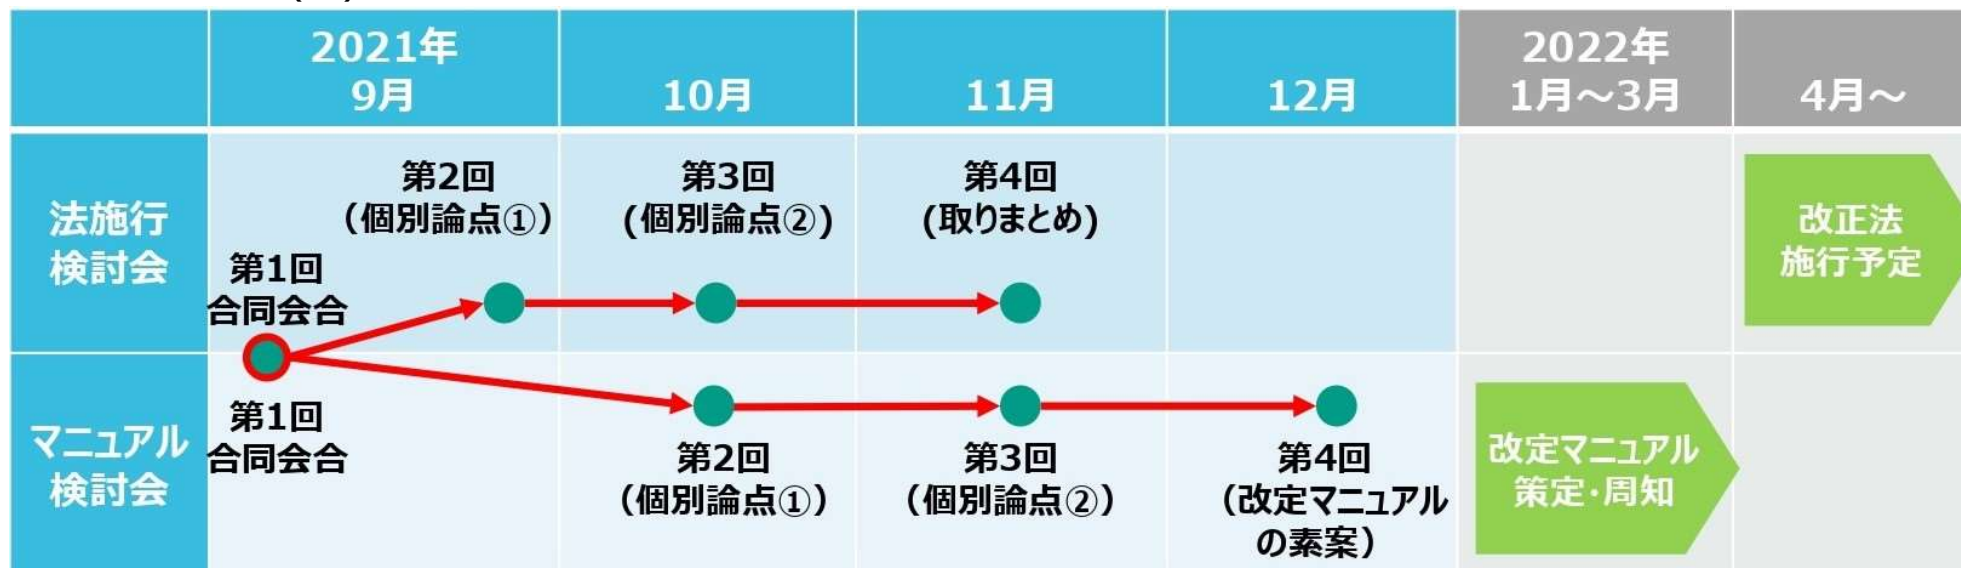 2021年
9月
10月
11月
12月
2022年
1月～3月
4月～
法施行
検討会
第1回
合同会合
第2回
（個別論点①）
第3回
(個別論点②)
第4回
(取りまとめ)
改正法
施行予定
マニュアル
検討会
第1回
合同会合
第2回
（個別論点①）
第3回
（個別論点②）
第4回
（改定マニュアル
の素案）
改定マニュアル
策定･周知